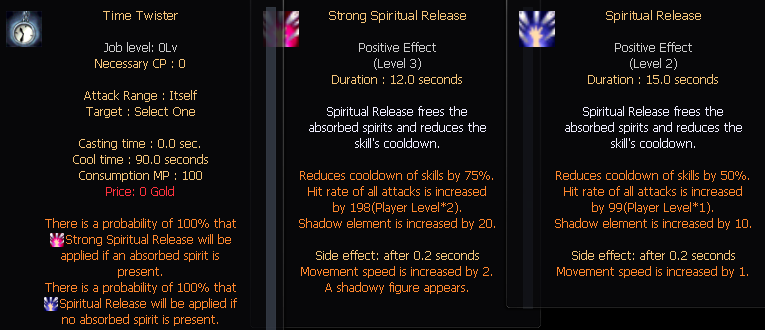 Time Twister
Job level: 0Lv
Necessary CP : 0
Attack Range : Itself
Target : Select One
Casting time : 0.0 sec.
Cool time : 90.0 seconds
Consumption MP : 100
Price: 0 Gold
There is a probability of 100% that
Strong Spiritual Release will be
applied if an absorbed spirit is
present.
There is a probability of 100% that
Spiritual Release will be applied if
no absorbed spirit is present.
Strong Spiritual Release
Positive Effect
(Level 3)
Duration : 12.0 seconds
Spiritual Release frees the
absorbed spirits and reduces the
skill's cooldown.
Reduces cooldown of skills by 75%.
Hit rate of all attacks is increased
by 198(Player Level*2).
Shadow element is increased by 20.
Side effect: after 0.2 seconds
Movement speed is increased by 2.
A shadowy figure appears.
Spiritual Release
Positive Effect
(Level 2)
Duration : 15.0 seconds
Spiritual Release frees the
absorbed spirits and reduces the
skill's cooldown.
Reduces cooldown of skills by 50%.
Hit rate of all attacks is increased
by 99(Player Level*1).
Shadow element is increased by 10.
Side effect: after 0.2 seconds
Movement speed is increased by 1.